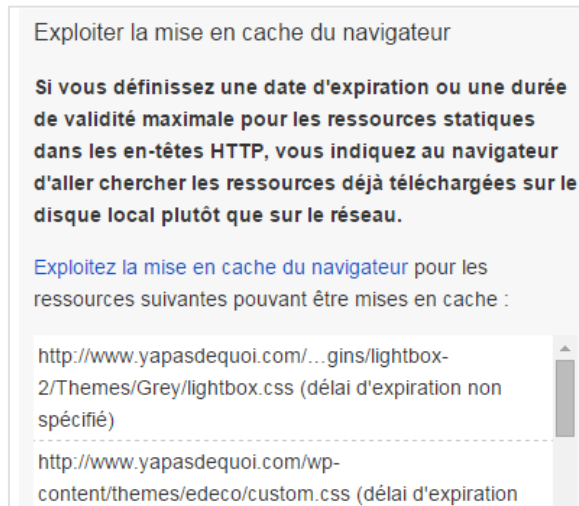 Exploiter la mise en cache du navigateur
Si vous définissez une date d'expiration ou une durée
de validité maximale pour les ressources statiques
dans les en-têtes HTTP, vous indiquez au navigateur
d'aller chercher les ressources déjà téléchargées sur le
disque local plutôt que sur le réseau.
Exploitez la mise en cache du navigateur pour les
ressources suivantes pouvant être mises en cache :
http://www.yapasdequoi.com/…gins/lightbox-
2/Themes/Grey/lightbox.css (délai d'expiration non
spécifié)
http://www.yapasdequoi.com/wp-
content/themes/edeco/custom.css (délai d'expiration